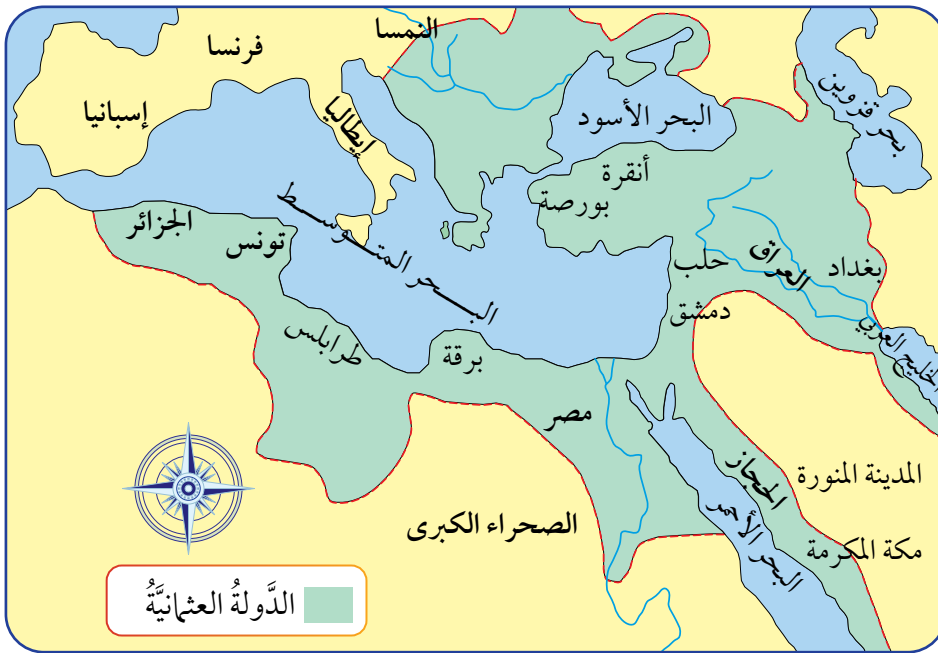 النمسا
فرنسا
إسبانيا
إيطاليا
بحر قزوين
البحر الأسود
أنقرة
بورصة
البحر المتوسط
الجزائر
تونس
حلب
العراق
بغداد
دمشق
الخليج العربي
طرابلس
برقة
مصر
الحجاز
المدينة المنورة
البحر الأحمر
الصحراء الكبرى
مكة المكرمة
الدَّولةُ العثمانيَّةُ